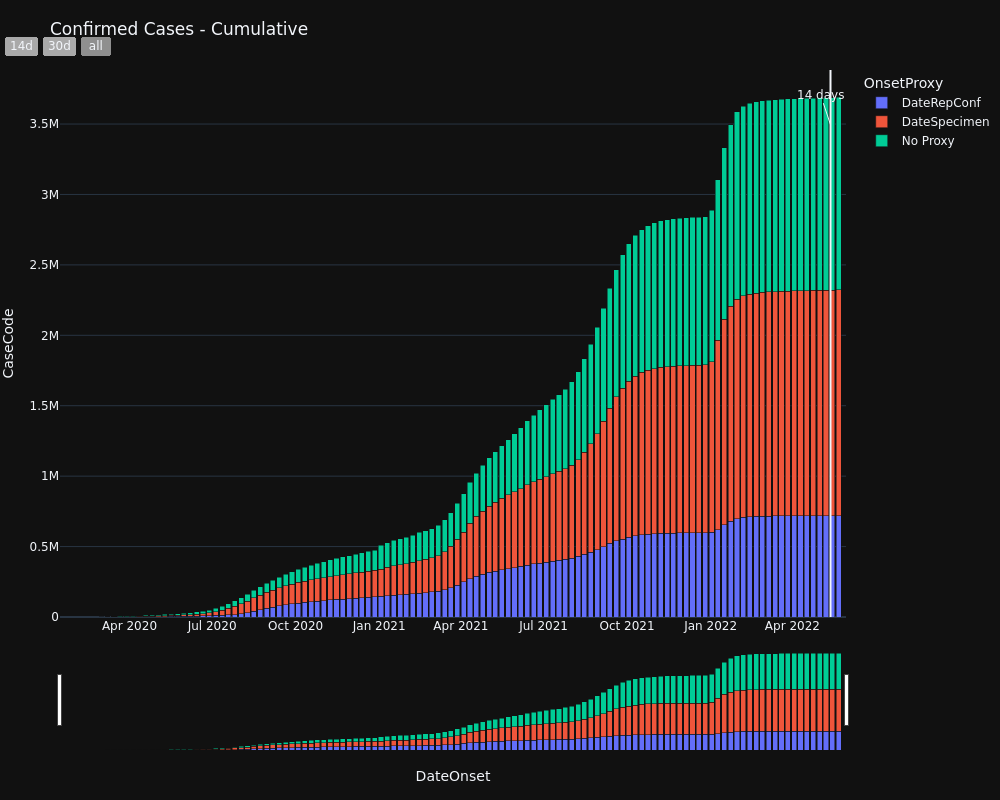 Confirmed Cases - Cumulative
14d
30d
all
OnsetProxy
DateRepConf
DateSpecimen
No Proxy
14 days
CaseCode
3.5M
3M
2.5M
2M
1.5M
1M
0.5M
0
Apr 2020 Jul 2020 Oct 2020 Jan 2021 Apr 2021 Jul 2021 Oct 2021 Jan 2022 Apr 2022
DateOnset